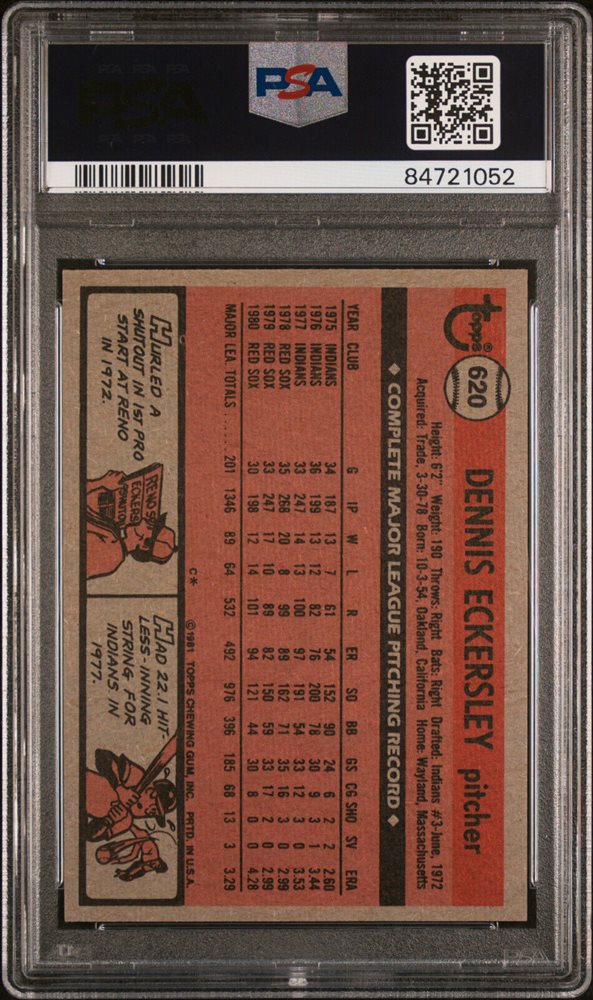 PSA
84721052
Topps®
620
DENNIS ECKERSLEY pitcher
Height: 6'2" Weight: 190 Throws: Right Bats: Right Drafted: Indians #3-June, 1972
Acquired: Trade, 3-30-78 Born: 10-3-54, Oakland, California Home: Wayland, Massachusetts
◆ COMPLETE MAJOR LEAGUE PITCHING RECORD ◆
YEAR CLUB G IP W L R ER SO BB GS CG SHO SV ERA
1975 INDIANS 34 187 13 7 61 54 152 90 24 6 2 2 2.60
1976 INDIANS 36 199 13 12 82 76 200 78 30 9 3 1 3.44
1977 INDIANS 33 247 14 13 100 97 191 54 33 12 3 0 3.53
1978 RED SOX 35 268 20 8 99 89 162 71 35 16 3 0 2.99
1979 RED SOX 33 247 17 10 89 82 150 59 33 17 2 0 2.99
1980 RED SOX 30 198 12 14 101 94 121 44 30 8 0 0 4.28
MAJOR LEA. TOTALS ..... 201 1346 89 64 532 492 976 396 185 68 13 3 3.29
C* ©1981 TOPPS CHEWING GUM, INC. PRTD. IN U.S.A.
HURLED A
SHUTOUT IN 1ST PRO
START AT RENO
IN 1972.
HAD 22.1 HIT-
LESS-INNING
STRING FOR
INDIANS IN
1977.